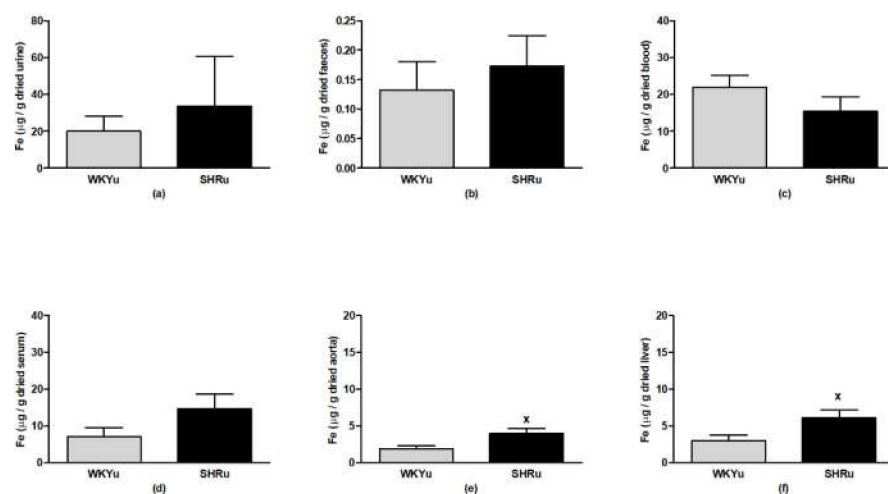 Fe (µg / g dried urine)
80
60
40
20
0
WKYu SHRu
(a)
Fe (µg / g dried faeces)
0.25
0.20
0.15
0.10
0.05
0.00
WKYu SHRu
(b)
Fe (µg / g dried blood)
40
30
20
10
0
WKYu SHRu
(c)
Fe (µg / g dried serum)
40
30
20
10
0
WKYu SHRu
(d)
Fe (µg / g dried aorta)
20
15
10
5
0
x
WKYu SHRu
(e)
Fe (µg / g dried liver)
20
15
10
5
0
x
WKYu SHRu
(f)